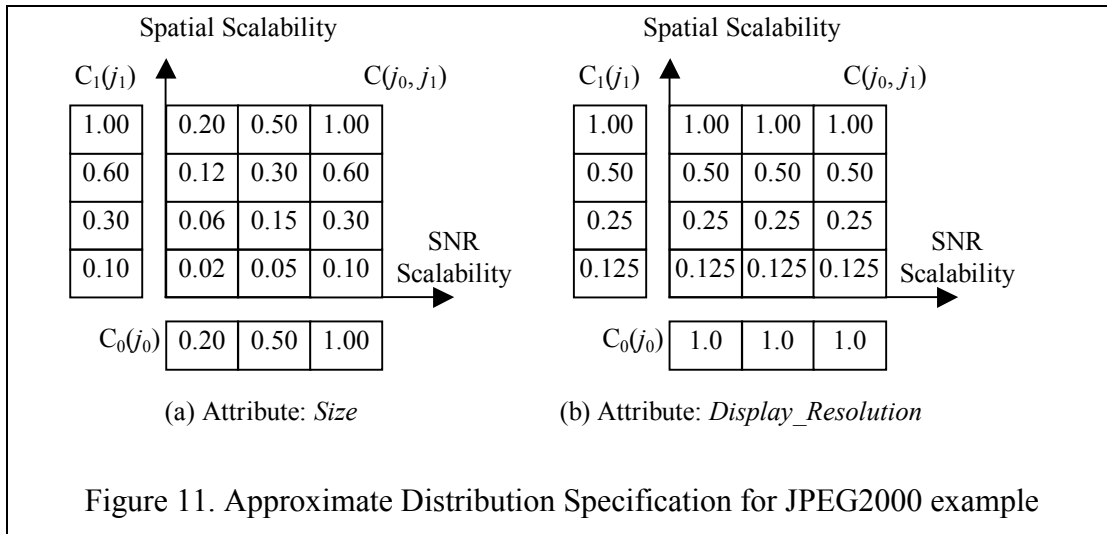 Spatial Scalability
C1(j1) C(j0, j1)
1.00 0.20 0.50 1.00
0.60 0.12 0.30 0.60
0.30 0.06 0.15 0.30
0.10 0.02 0.05 0.10
SNR
Scalability
C0(j0) 0.20 0.50 1.00
(a) Attribute: Size
Spatial Scalability
C1(j1) C(j0, j1)
1.00 1.00 1.00 1.00
0.50 0.50 0.50 0.50
0.25 0.25 0.25 0.25
0.125 0.125 0.125 0.125
SNR
Scalability
C0(j0) 1.0 1.0 1.0
(b) Attribute: Display_Resolution
Figure 11. Approximate Distribution Specification for JPEG2000 example